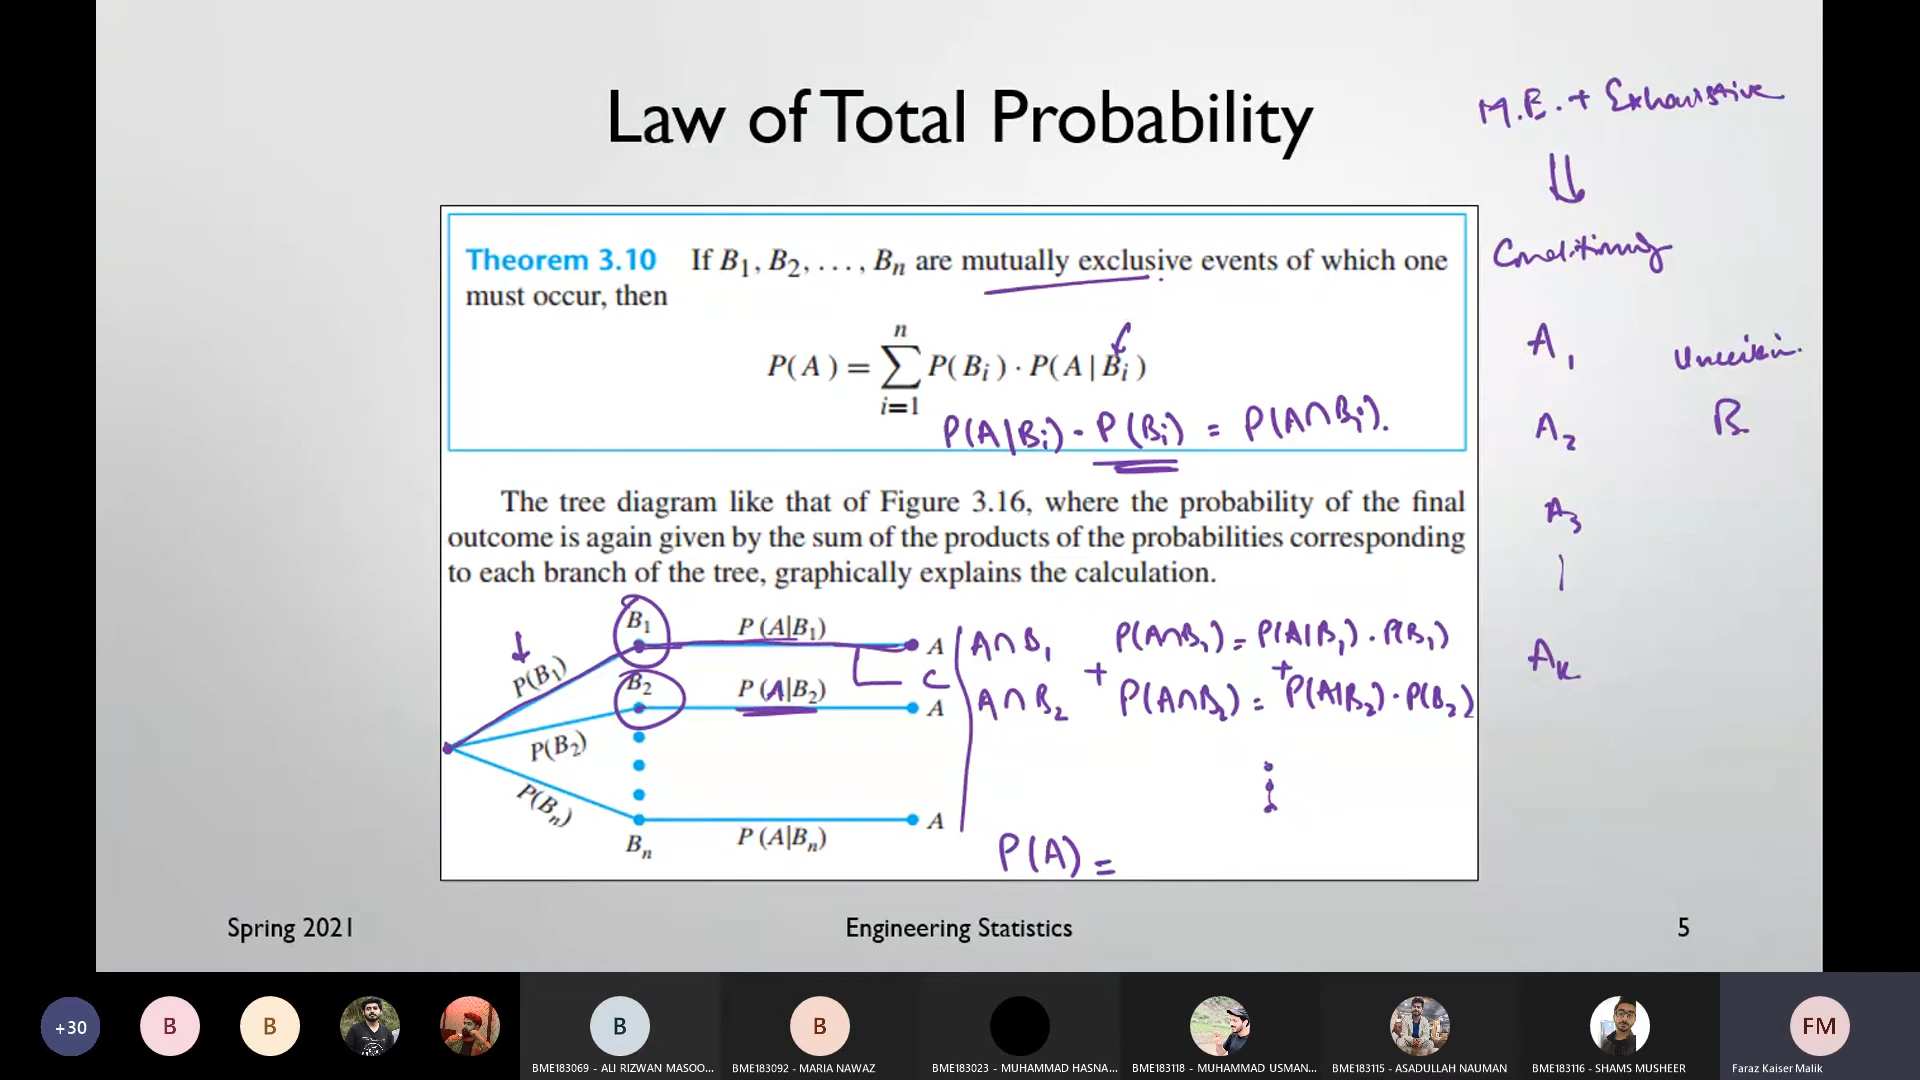 Law of Total Probability
M.E. + Exhaustive
Conditioning
Theorem 3.10 If B1, B2, . . . , Bn are mutually exclusive events of which one
must occur, then
n
P(A) = ∑ P(Bi) · P(A | Bi)
i=1
P(A|Bi) · P(Bi) = P(A∩Bi).
A1
A2
B
A3
Ak
The tree diagram like that of Figure 3.16, where the probability of the final
outcome is again given by the sum of the products of the probabilities corresponding
to each branch of the tree, graphically explains the calculation.
B1 P(A|B1) A A∩B1 P(A∩B1) = P(A|B1) · P(B1)
P(B1) C + +
B2 P(A|B2) A A∩B2 P(A∩B2) = P(A|B2) · P(B2)
P(B2)
P(Bn)
Bn P(A|Bn) A
P(A) =
Spring 2021
Engineering Statistics
5
+30
B
B
B
B
FM
BME183069 - ALI RIZWAN MASOO...
BME183092 - MARIA NAWAZ
BME183023 - MUHAMMAD HASNA...
BME183118 - MUHAMMAD USMAN...
BME183115 - ASADULLAH NAUMAN
BME183116 - SHAMS MUSHEER
Faraz Kaiser Malik